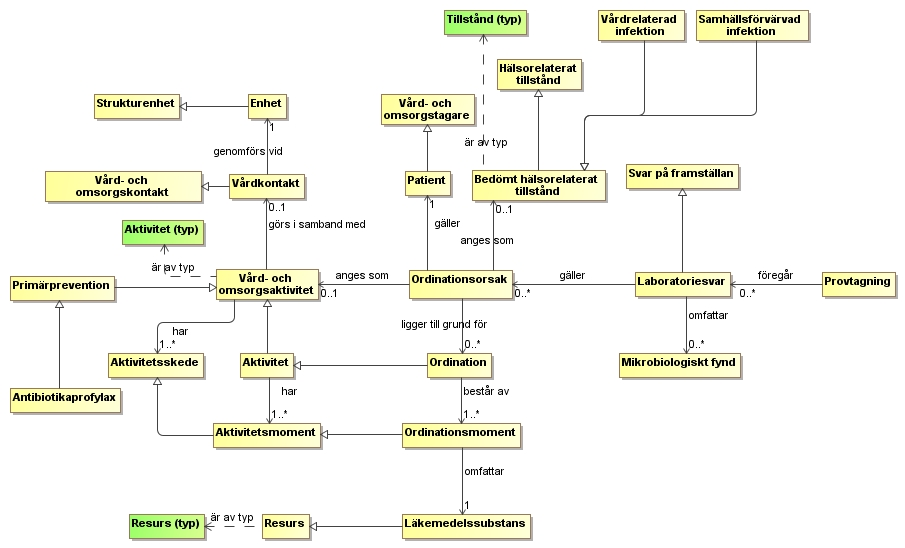 Tillstånd (typ)
Vårdrelaterad
infektion
Samhällsförvärvad
infektion
Hälsorelaterat
tillstånd
Strukturenhet
Enhet
Vård- och
omsorgstagare
1
genomförs vid
är av typ
Vård- och
omsorgskontakt
Vårdkontakt
Patient
Bedömt hälsorelaterat
tillstånd
Svar på framställan
0..1
1
0..1
görs i samband med
gäller
anges som
Aktivitet (typ)
är av typ
Primärprevention
Vård- och
omsorgsaktivitet
anges som
0..1
Ordinationsorsak
gäller
0..*
Laboratoriesvar
föregår
0..*
Provtagning
har
1..*
ligger till grund för
0..*
omfattar
0..*
Aktivitetsskede
Aktivitet
Ordination
Mikrobiologiskt fynd
Antibiotikaprofylax
har
1..*
består av
1..*
Aktivitetsmoment
Ordinationsmoment
omfattar
1
Resurs (typ)
är av typ
Resurs
Läkemedelssubstans